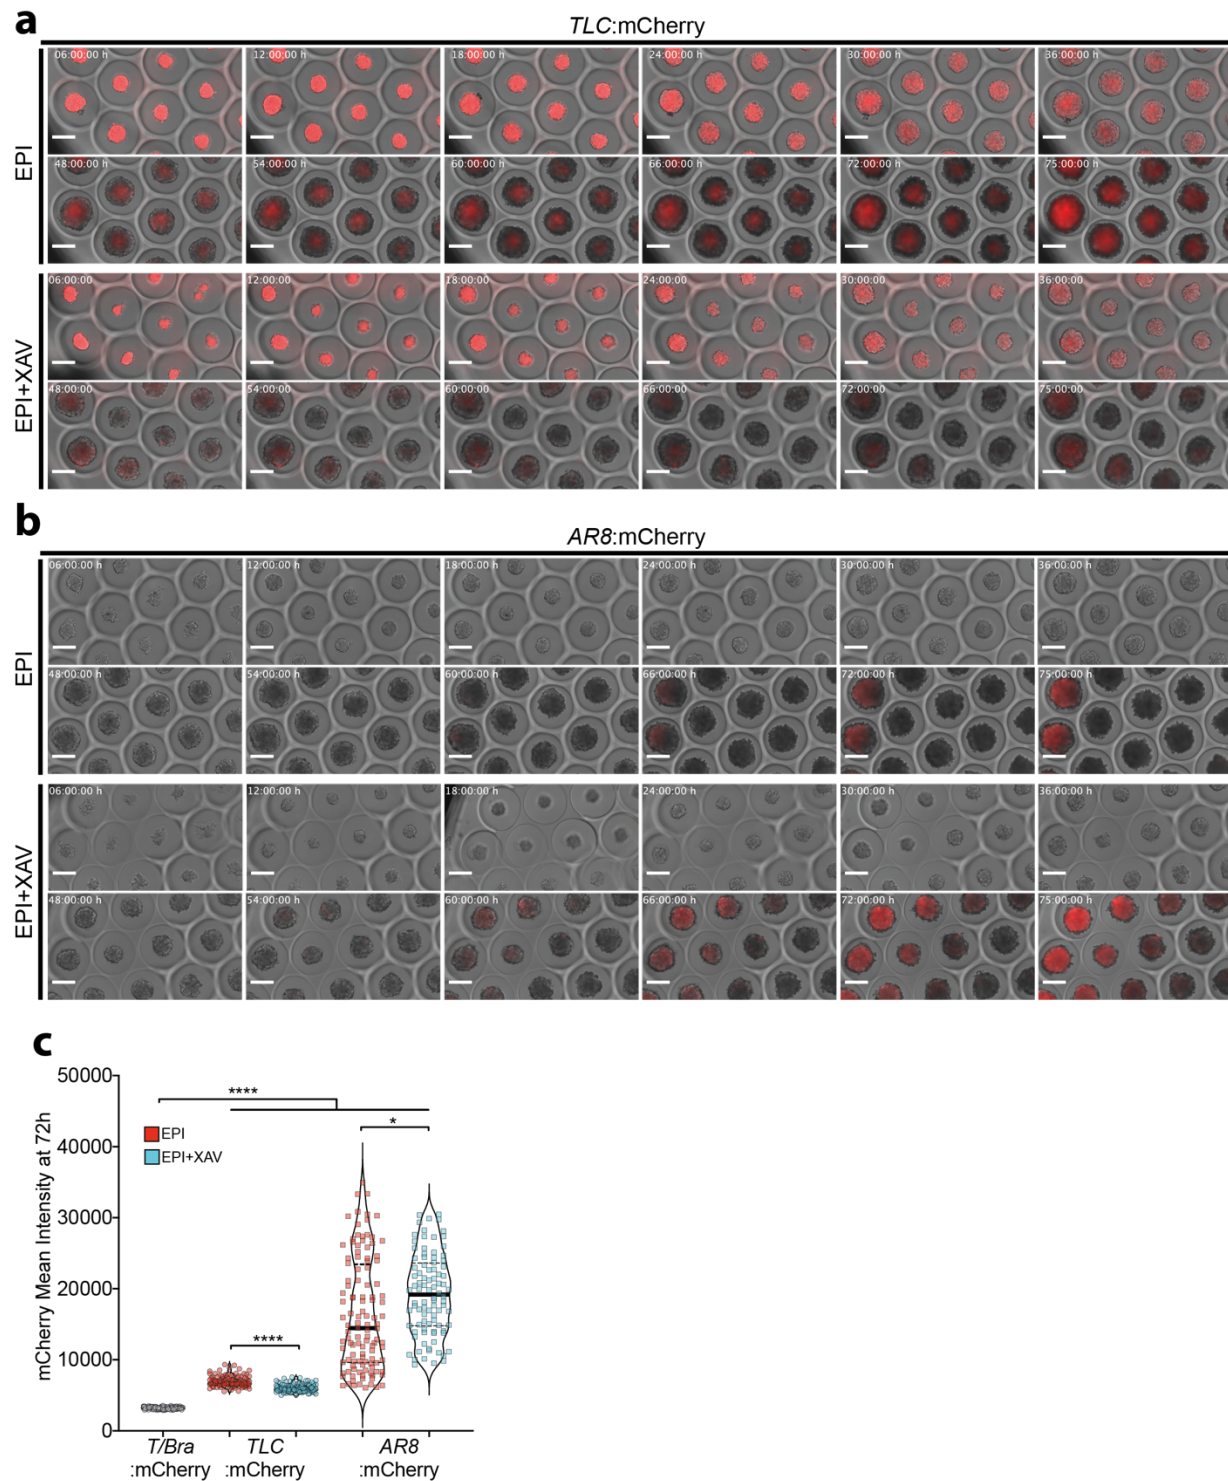 a
TLC:mCherry
EPI
06:00:00 h
12:00:00 h
18:00:00 h
24:00:00 h
30:00:00 h
36:00:00 h
48:00:00 h
54:00:00 h
60:00:00 h
66:00:00 h
72:00:00 h
75:00:00 h
EPI+XAV
06:00:00
12:00:00
18:00:00
24:00:00
30:00:00
36:00:00
48:00:00
54:00:00
60:00:00
66:00:00
72:00:00
75:00:00
b
AR8:mCherry
EPI
06:00:00 h
12:00:00 h
18:00:00 h
24:00:00 h
30:00:00 h
36:00:00 h
48:00:00 h
54:00:00 h
60:00:00 h
66:00:00 h
72:00:00 h
75:00:00 h
EPI+XAV
06:00:00 h
12:00:00 h
18:00:00 h
24:00:00 h
30:00:00 h
36:00:00 h
48:00:00 h
54:00:00 h
60:00:00 h
66:00:00 h
72:00:00 h
75:00:00 h
c
mCherry Mean Intensity at 72h
50000
40000
30000
20000
10000
0
****
*
****
EPI
EPI+XAV
T/Bra
:mCherry
TLC
:mCherry
AR8
:mCherry